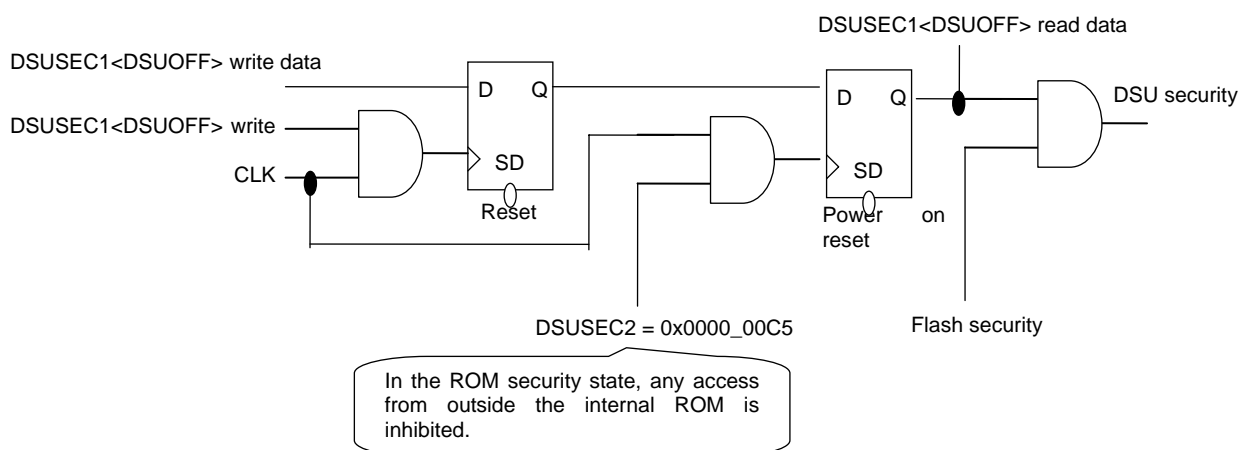 DSUSEC1<DSUOFF> read data
DSUSEC1<DSUOFF> write data
D Q
D Q
DSU security
DSUSEC1<DSUOFF> write
CLK
SD
SD
Reset
Power on
reset
DSUSEC2 = 0x0000_00C5
Flash security
In the ROM security state, any access
from outside the internal ROM is
inhibited.